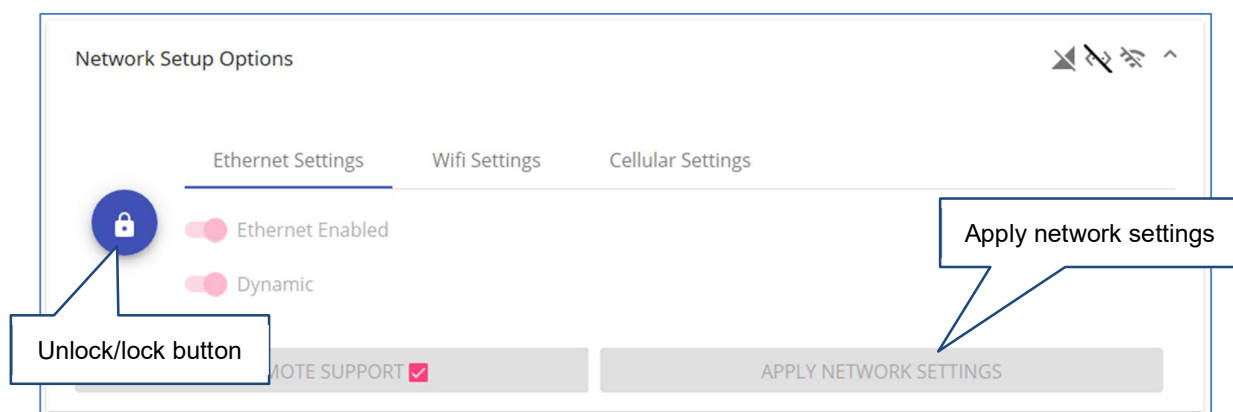 Network Setup Options
Ethernet Settings Wifi Settings Cellular Settings
Ethernet Enabled
Apply network settings
Dynamic
Unlock/lock button
SUPPORT APPLY NETWORK SETTINGS